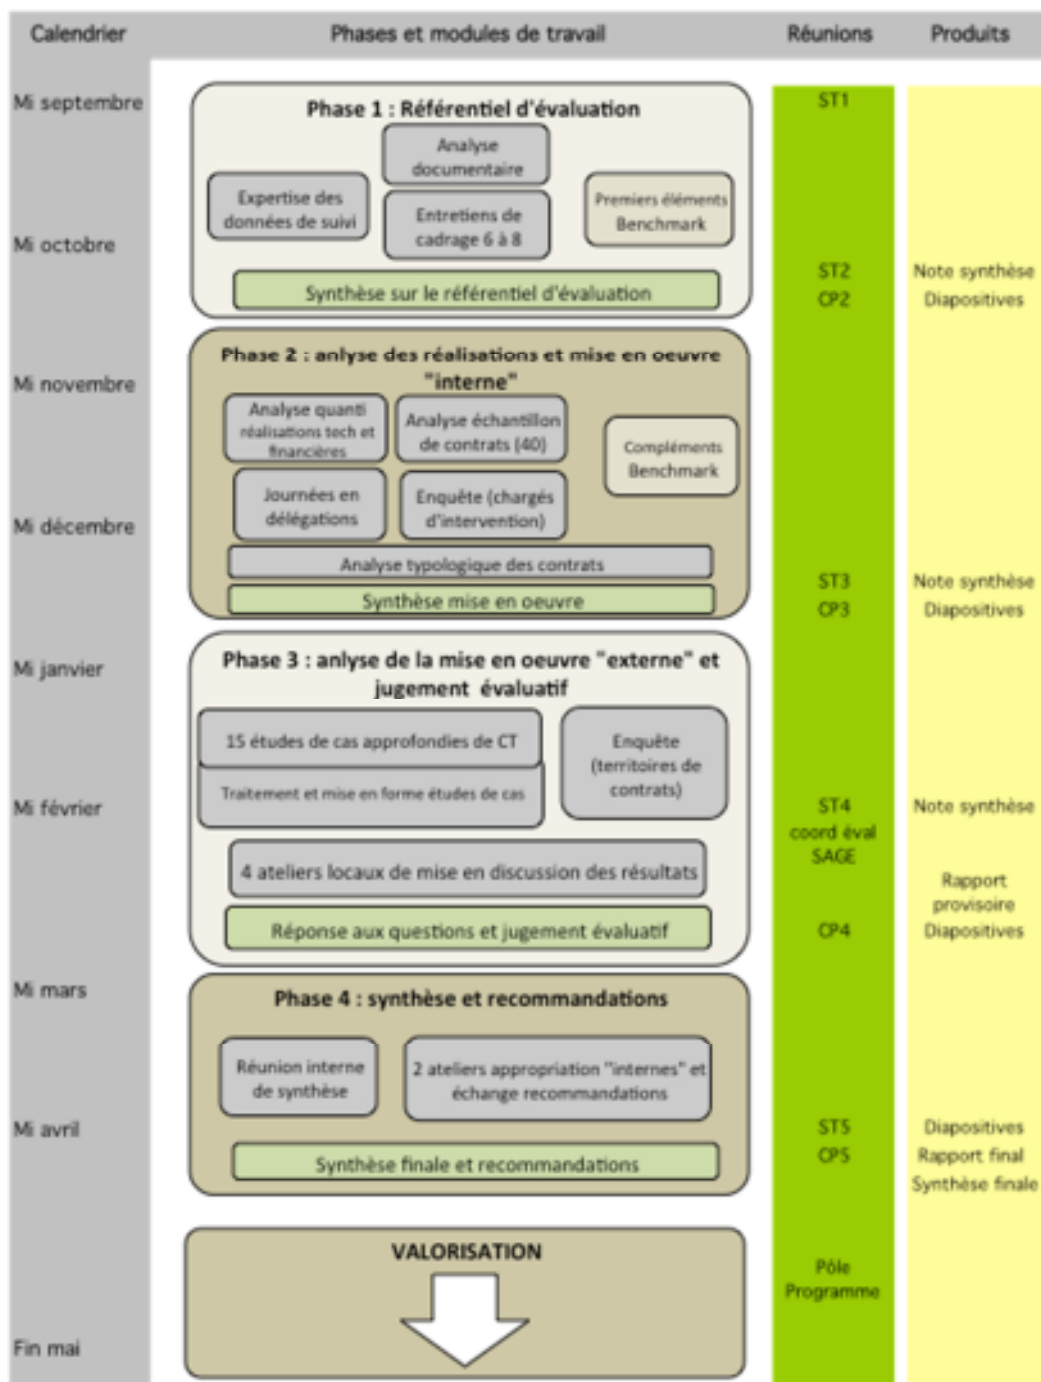 Calendrier
Phases et modules de travail
Réunions
Produits
Mi septembre
Phase 1 : Référentiel d'évaluation
ST1
Analyse
documentaire
Expertise des
données de suivi
Entretiens de
cadrage 6 à 8
Premiers éléments
Benchmark
Mi octobre
ST2
Note synthèse
Synthèse sur le référentiel d'évaluation
CP2
Diapositives
Phase 2 : anlyse des réalisations et mise en oeuvre
"interne"
Mi novembre
Analyse quanti
réalisations tech et
financières
Analyse échantillon
de contrats (40)
Compléments
Benchmark
Journées en
délégations
Enquête (chargés
d'intervention)
Mi décembre
Analyse typologique des contrats
ST3
Note synthèse
Synthèse mise en oeuvre
CP3
Diapositives
Phase 3 : anlyse de la mise en oeuvre "externe" et
jugement évaluatif
Mi janvier
15 études de cas approfondies de CT
Traitement et mise en forme études de cas
Enquête
(territoires de
contrats)
Mi février
ST4
coord éval
SAGE
Note synthèse
4 ateliers locaux de mise en discussion des résultats
Rapport
provisoire
Réponse aux questions et jugement évaluatif
CP4
Diapositives
Mi mars
Phase 4 : synthèse et recommandations
Réunion interne
de synthèse
2 ateliers appropriation "internes" et
échange recommandations
Mi avril
ST5
Diapositives
Synthèse finale et recommandations
CP5
Rapport final
Synthèse finale
VALORISATION
Pôle
Programme
Fin mai